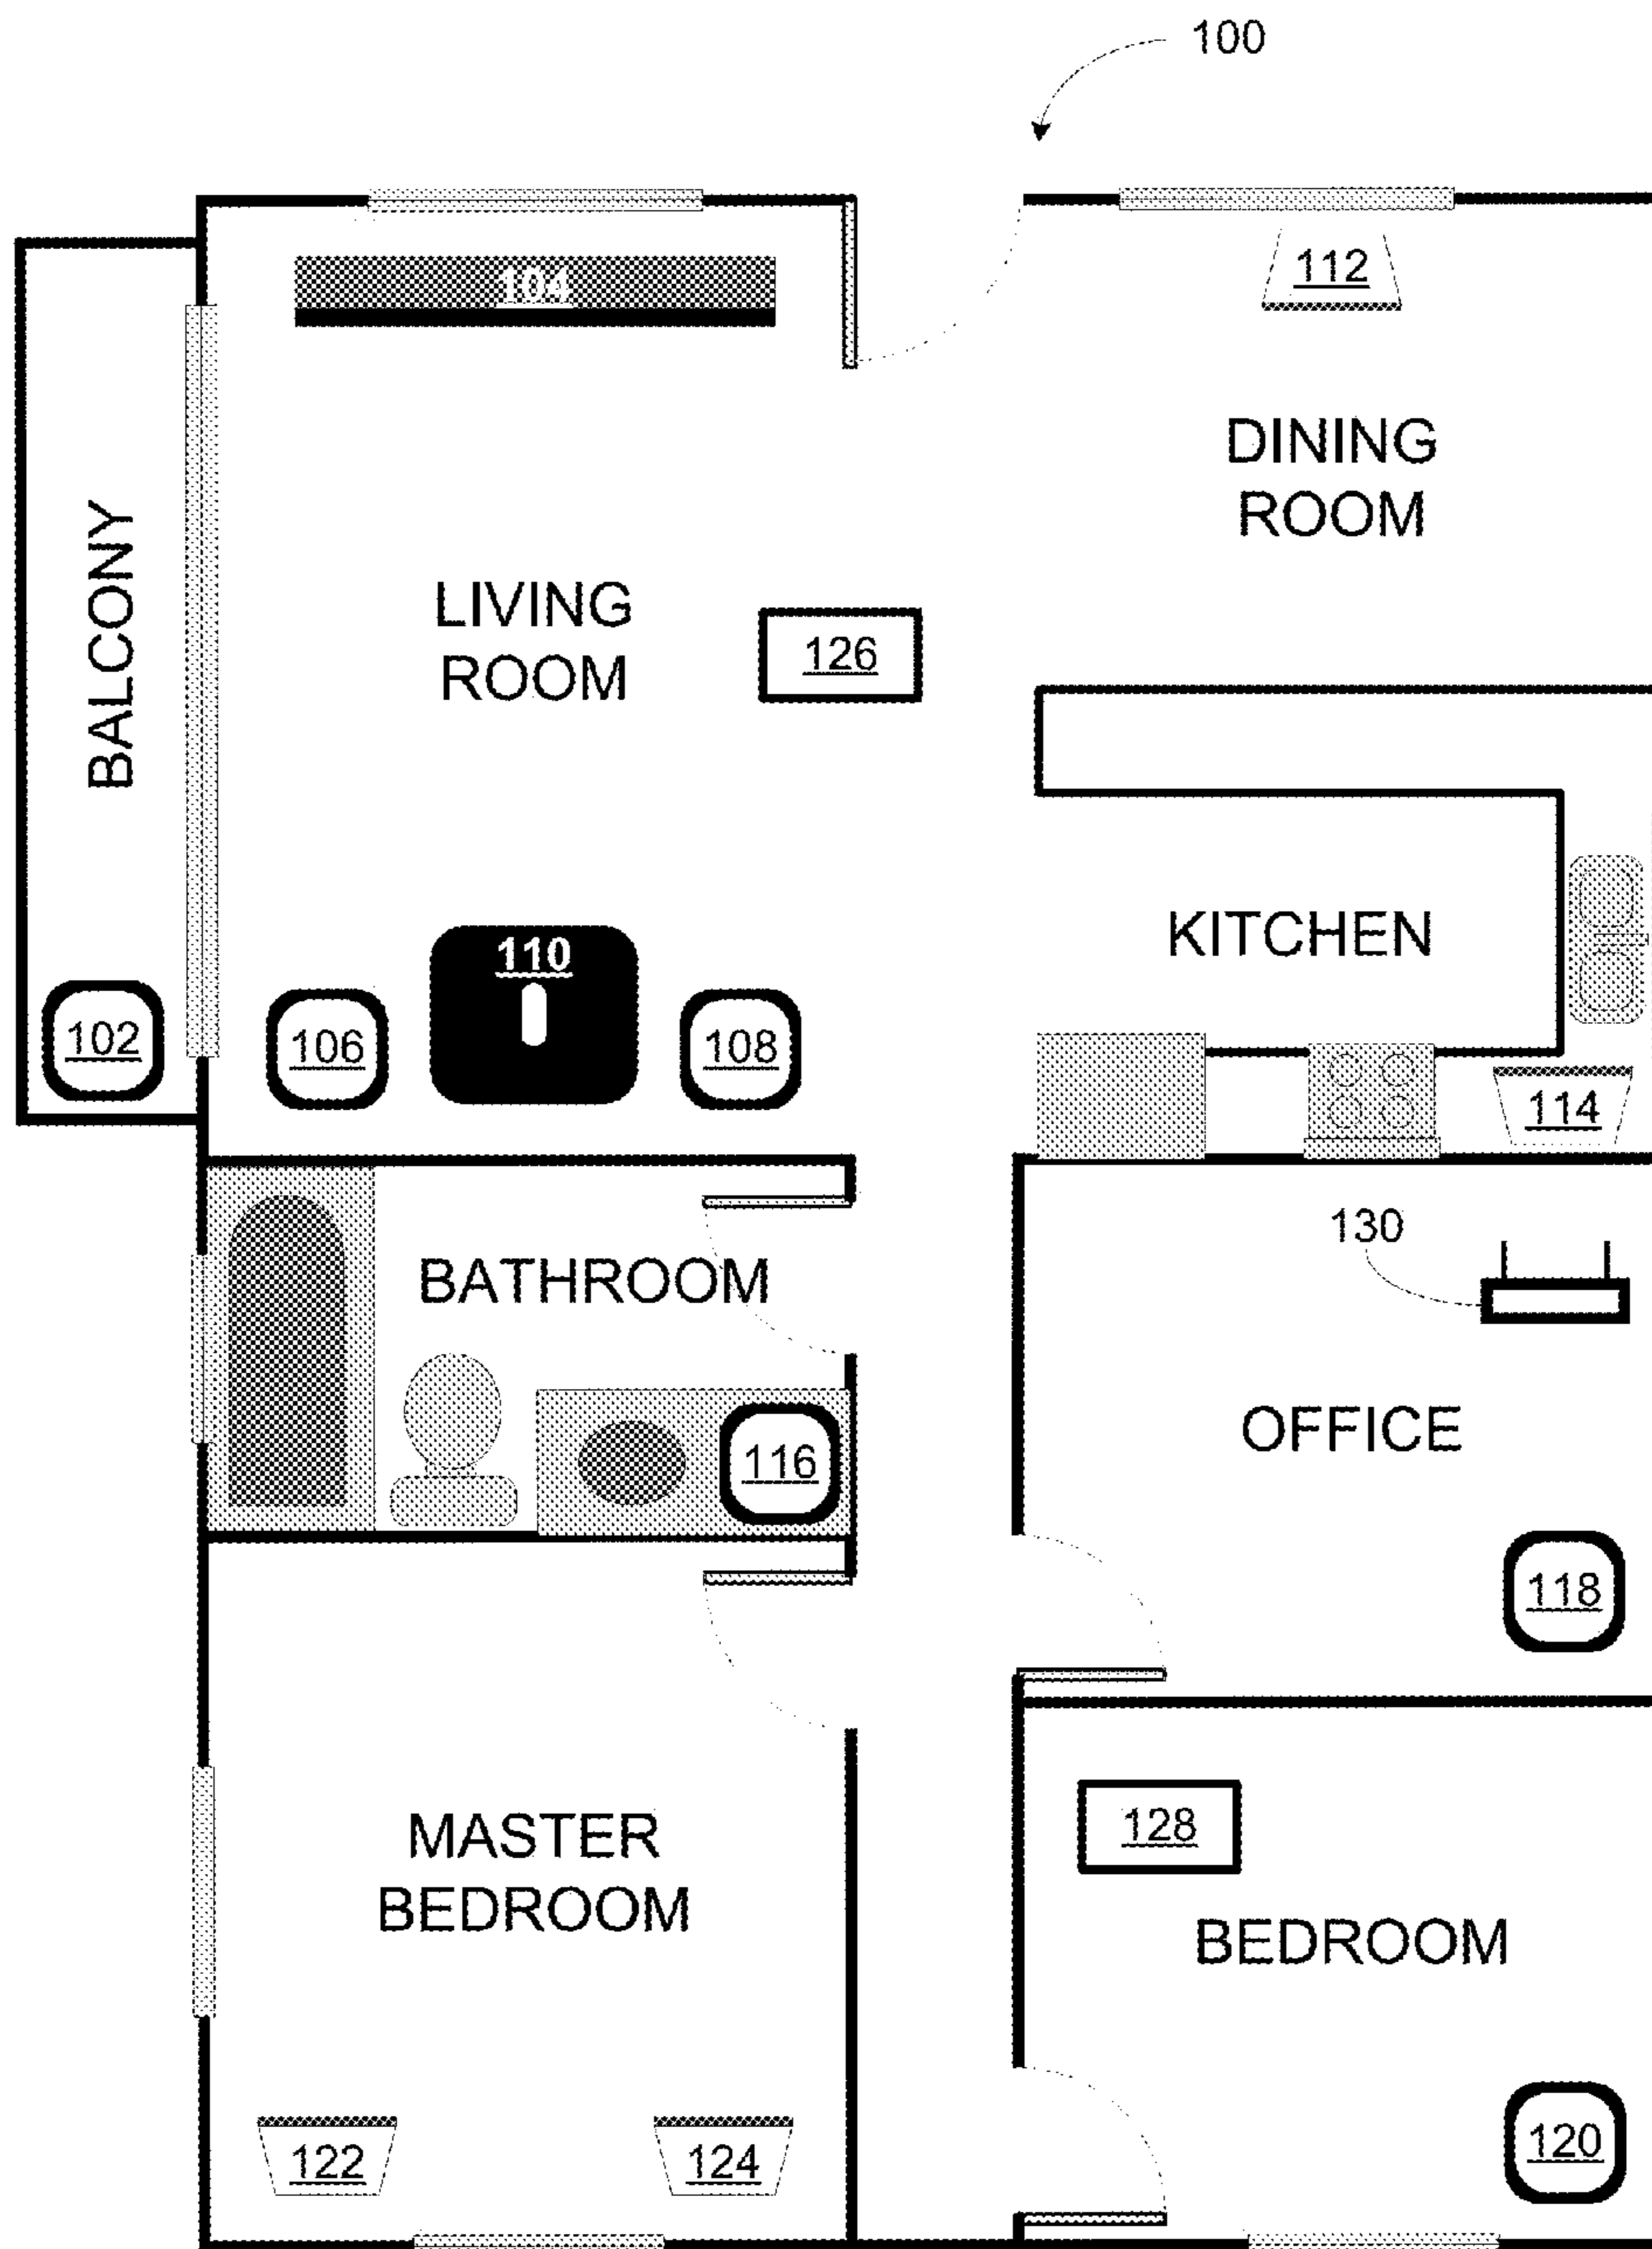 100
104
112
DINING
ROOM
BALCONY
LIVING
ROOM
126
KITCHEN
110
102
106
108
114
130
BATHROOM
OFFICE
116
118
MASTER
BEDROOM
128
BEDROOM
122
124
120